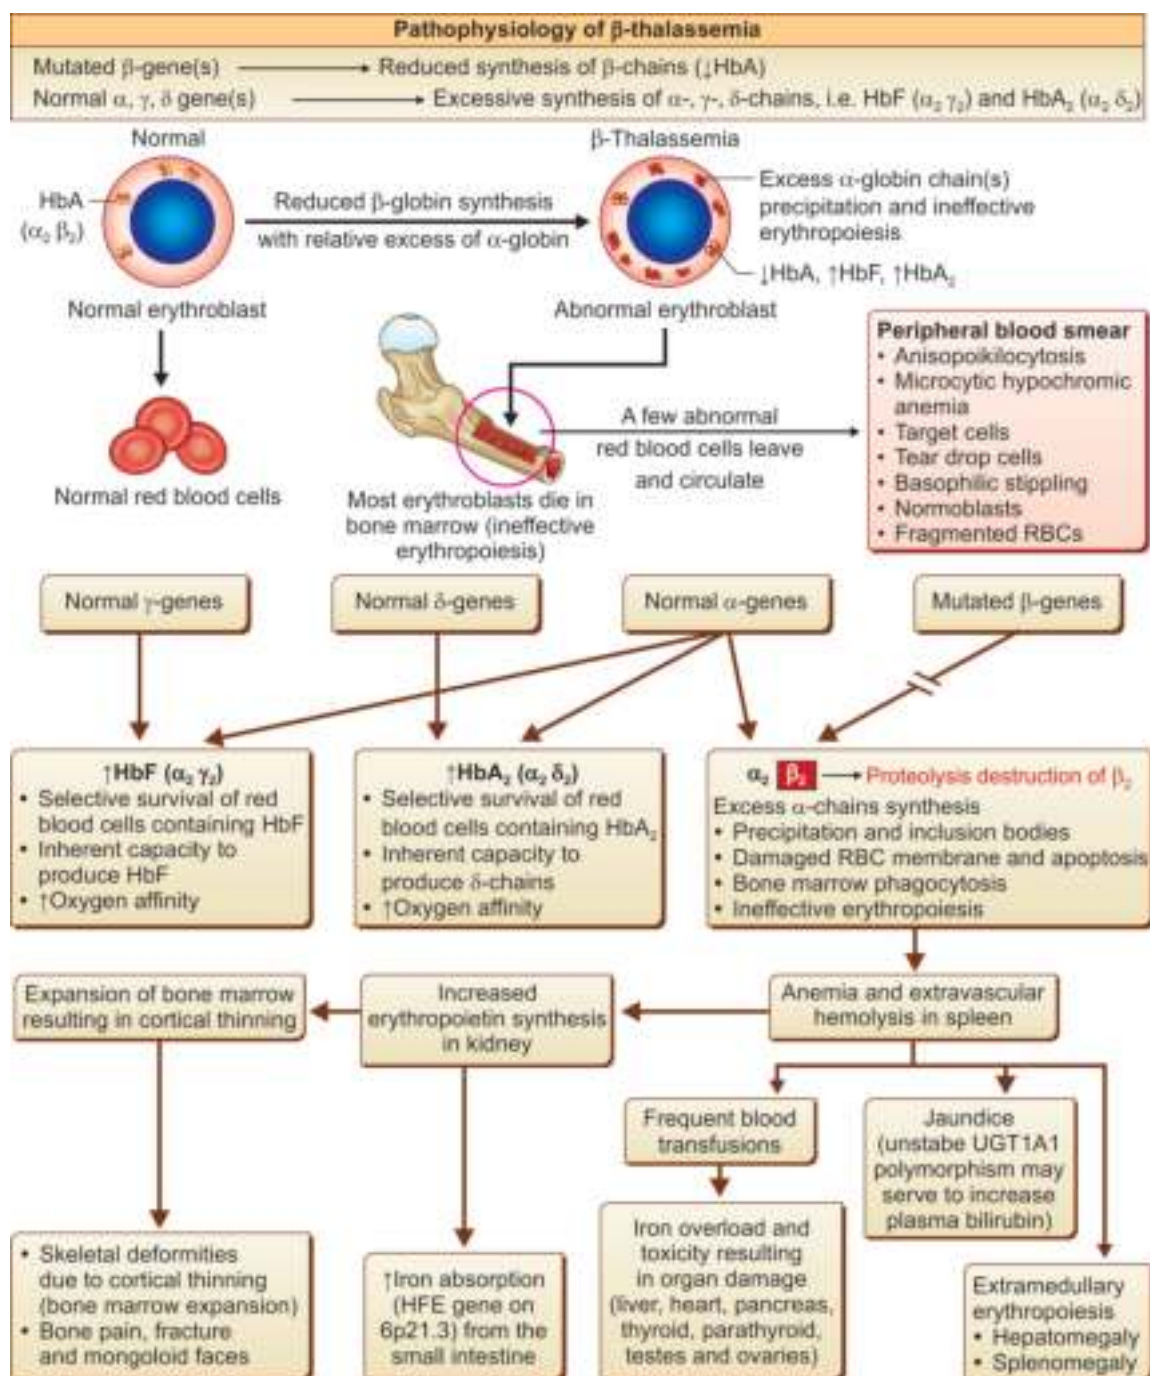 Pathophysiology of β-thalassemia
Mutated β-gene(s) → Reduced synthesis of β-chains (↓HbA)
Normal α, γ, δ gene(s) → Excessive synthesis of α-, γ-, δ-chains, i.e. HbF (α₂ γ₂) and HbA₂ (α₂ δ₂)
Normal
β-Thalassemia
HbA
(α₂ β₂)
Reduced β-globin synthesis
with relative excess of α-globin
Excess α-globin chain(s)
precipitation and ineffective
erythropoiesis
↓HbA, ↑HbF, ↑HbA₂
Normal erythroblast
Abnormal erythroblast
Normal red blood cells
Most erythroblasts die in
bone marrow (ineffective
erythropoiesis)
A few abnormal
red blood cells leave
and circulate
Peripheral blood smear
• Anisopoikilocytosis
• Microcytic hypochromic
anemia
• Target cells
• Tear drop cells
• Basophilic stippling
• Normoblasts
• Fragmented RBCs
Normal γ-genes
Normal δ-genes
Normal α-genes
Mutated β-genes
↑HbF (α₂ γ₂)
• Selective survival of red
blood cells containing HbF
• Inherent capacity to
produce HbF
• ↑Oxygen affinity
↑HbA₂ (α₂ δ₂)
• Selective survival of red
blood cells containing HbA₂
• Inherent capacity to
produce δ-chains
• ↑Oxygen affinity
α₂ β₂ → Proteolysis destruction of β₂
Excess α-chains synthesis
• Precipitation and inclusion bodies
• Damaged RBC membrane and apoptosis
• Bone marrow phagocytosis
• Ineffective erythropoiesis
Expansion of bone marrow
resulting in cortical thinning
Increased
erythropoietin synthesis
in kidney
Anemia and extravascular
hemolysis in spleen
Frequent blood
transfusions
Jaundice
(unstabe UGT1A1
polymorphism may
serve to increase
plasma bilirubin)
• Skeletal deformities
due to cortical thinning
(bone marrow expansion)
• Bone pain, fracture
and mongoloid faces
↑Iron absorption
(HFE gene on
6p21.3) from the
small intestine
Iron overload and
toxicity resulting
in organ damage
(liver, heart, pancreas,
thyroid, parathyroid,
testes and ovaries)
Extramedullary
erythropoiesis
• Hepatomegaly
• Splenomegaly